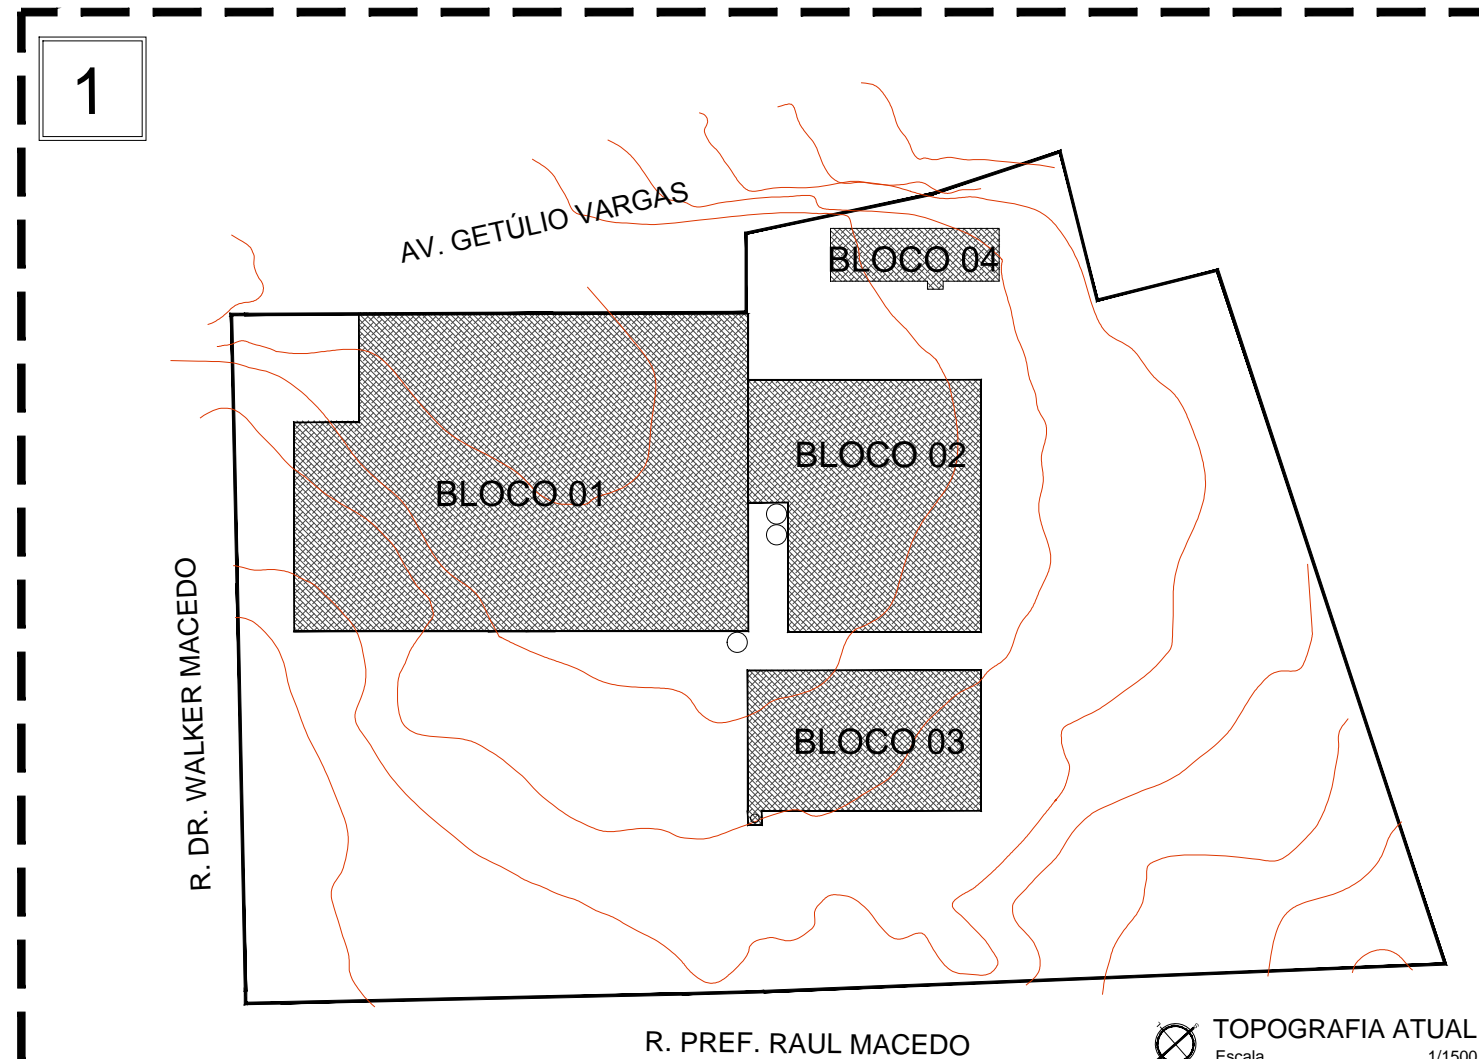 1
AV. GETÚLIO VARGAS
BLOCO 04
BLOCO 02
BLOCO 01
R. DR. WALKER MACEDO
BLOCO 03
R. PREF. RAUL MACEDO
TOPOGRAFIA ATUAL
Escala 1/1500